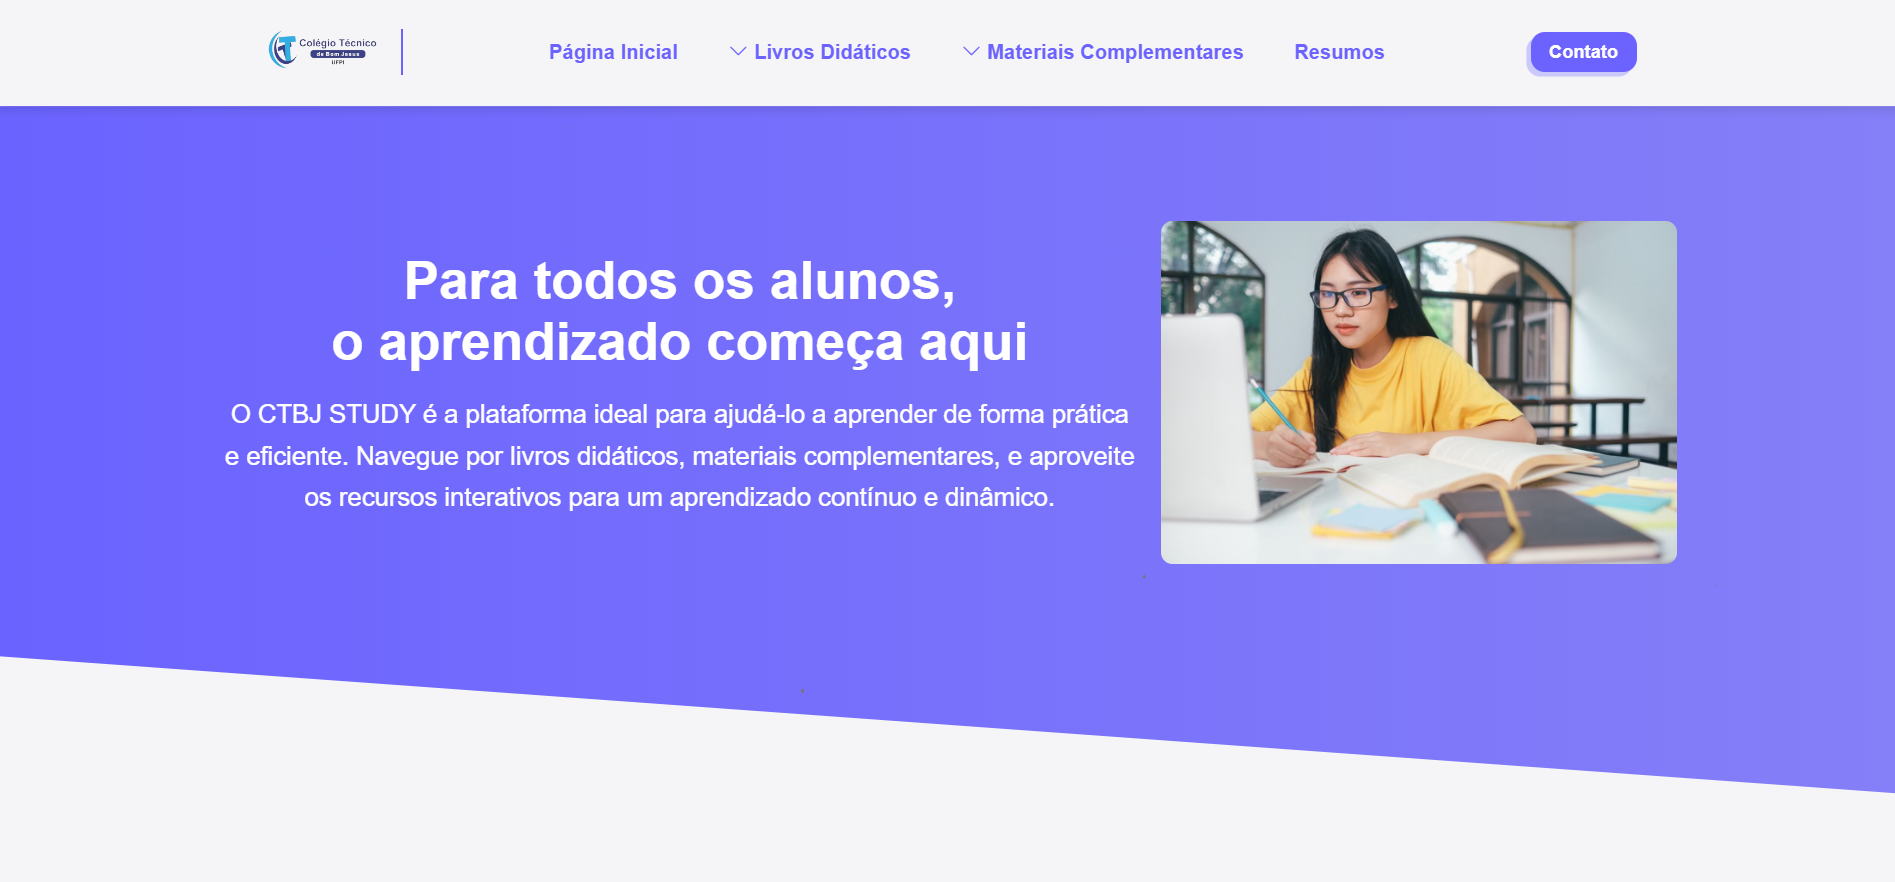 Colégio Técnico
de Bom Jesus
UFPI
Página Inicial
Livros Didáticos
Materiais Complementares
Resumos
Contato
Para todos os alunos,
o aprendizado começa aqui
O CTBJ STUDY é a plataforma ideal para ajudá-lo a aprender de forma prática
e eficiente. Navegue por livros didáticos, materiais complementares, e aproveite
os recursos interativos para um aprendizado contínuo e dinâmico.